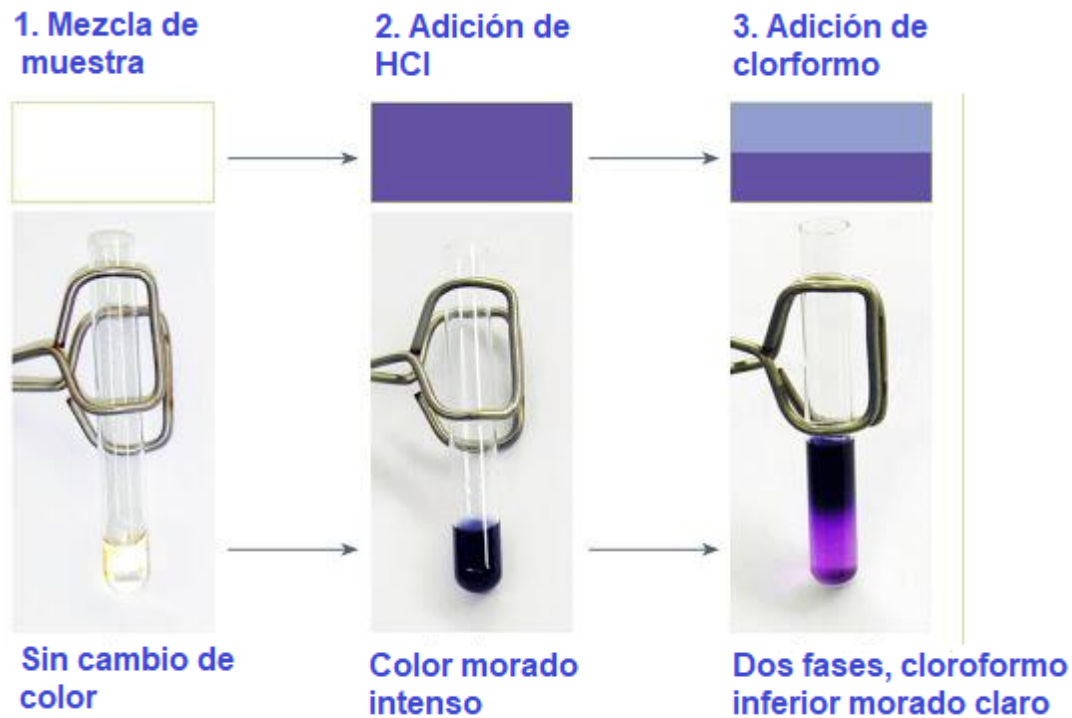 1. Mezcla de
muestra
2. Adición de
HCl
3. Adición de
clorformo
Sin cambio de
color
Color morado
intenso
Dos fases, cloroformo
inferior morado claro